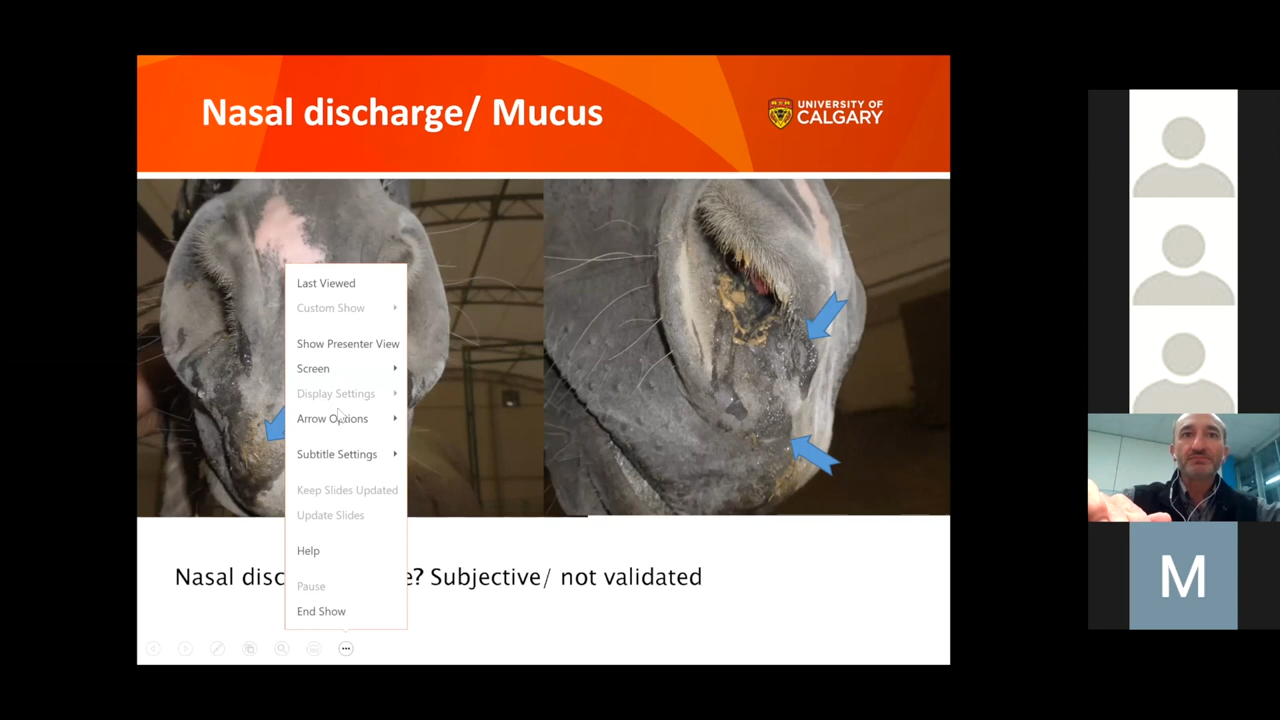 Nasal discharge/ Mucus
UNIVERSITY OF
CALGARY
Last Viewed
Custom Show
Show Presenter View
Screen
Display Settings
Arrow Options
Subtitle Settings
Keep Slides Updated
Update Slides
Help
Pause
End Show
Nasal disc e? Subjective/ not validated
M